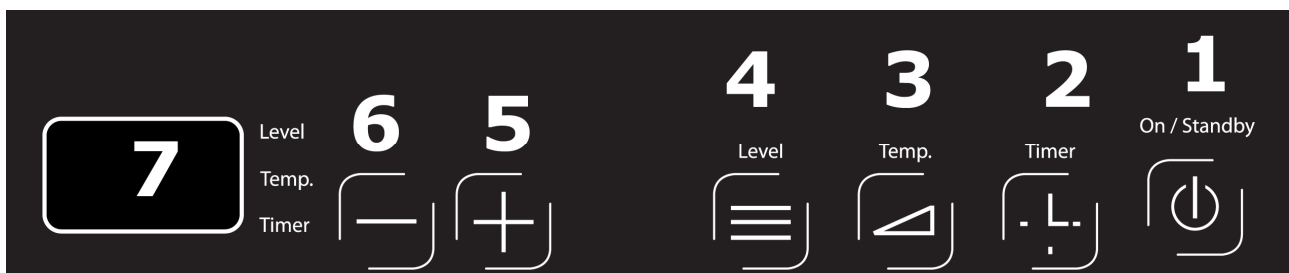 7
Level
Temp.
Timer
6
5
4
Level
3
Temp.
2
Timer
1
On / Standby